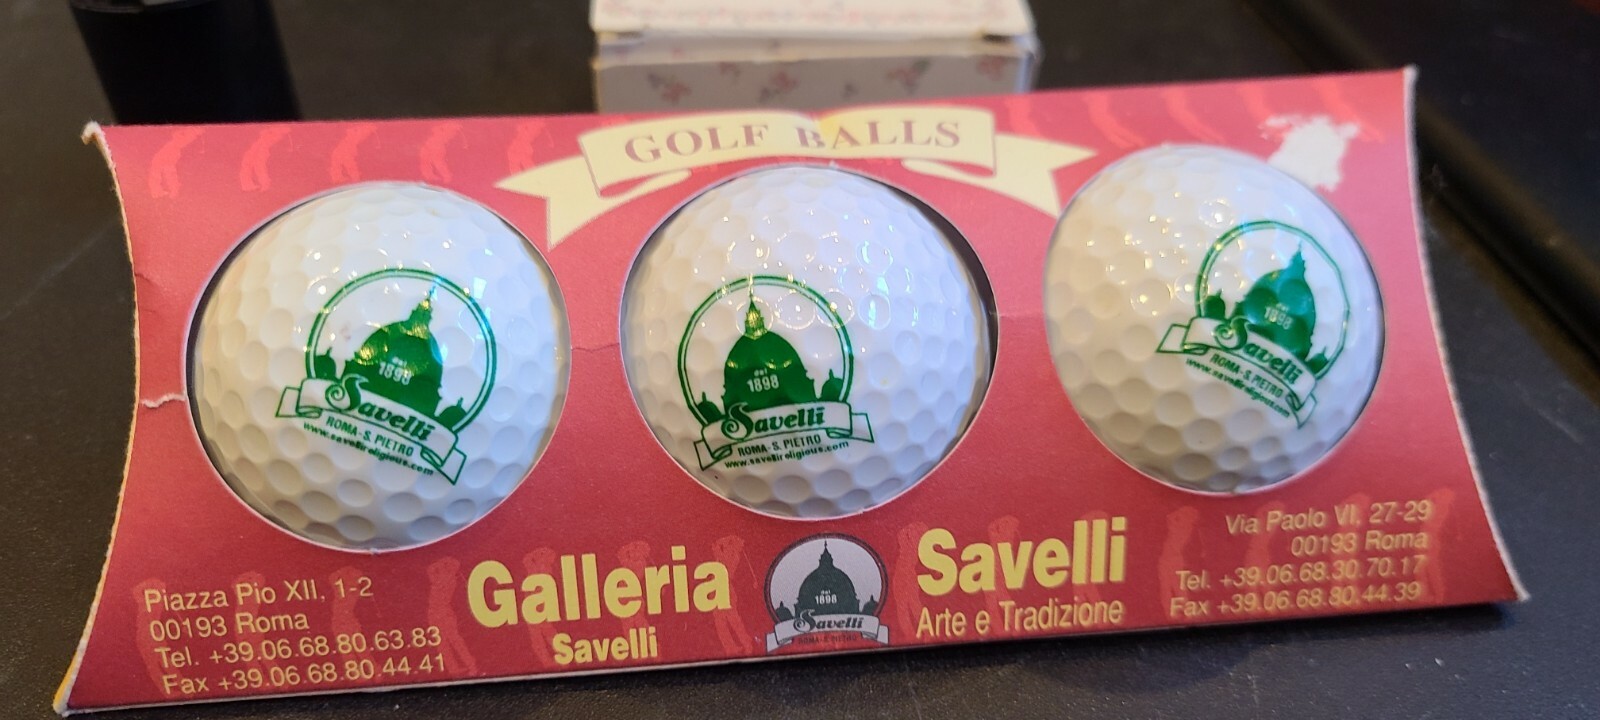 GOLF BALLS
dal
1898
Savelli
ROMA - S. PIETRO
www.savellireligious.com
dal
1898
Savelli
ROMA - S. PIETRO
www.savellireligious.com
1898
Savelli
ROMA - S. PIETRO
www.savellireligious.com
Piazza Pio XII, 1-2
00193 Roma
Tel. +39.06.68.80.63.83
Fax +39.06.68.80.44.41
Galleria
Savelli
dal
1898
Savelli
ROMA - S. PIETRO
Savelli
Arte e Tradizione
Via Paolo VI, 27-29
00193 Roma
Tel. +39.06.68.30.70.17
Fax +39.06.68.80.44.39